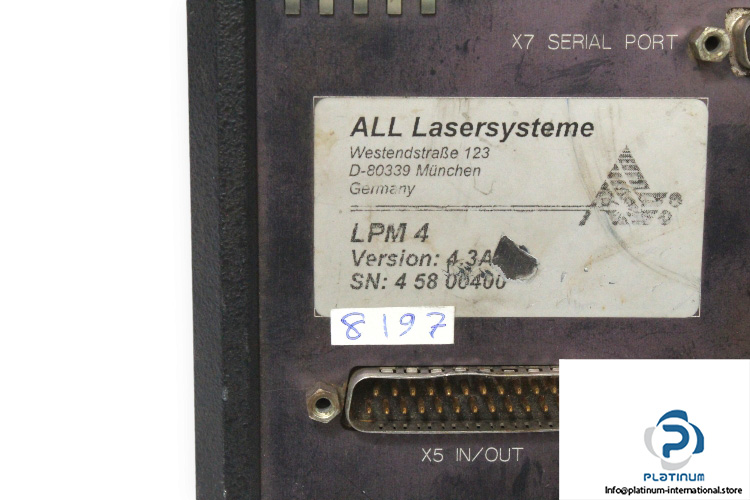 X7 SERIAL PORT
ALL Lasersysteme
Westendstraße 123
D-80339 München
Germany
LPM 4
Version: 4.3A
SN: 4 58 00400
8197
X5 IN/OUT
PLATINUM
Info@platinum-international.store